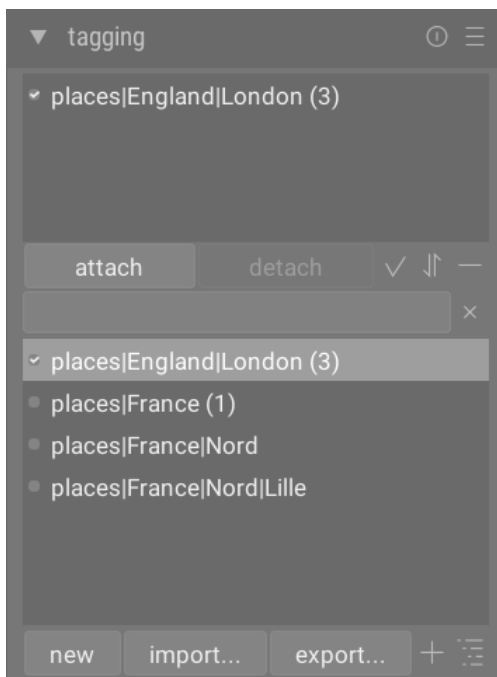 tagging
places|England|London (3)
attach detach
places|England|London (3)
places|France (1)
places|France|Nord
places|France|Nord|Lille
new import... export...